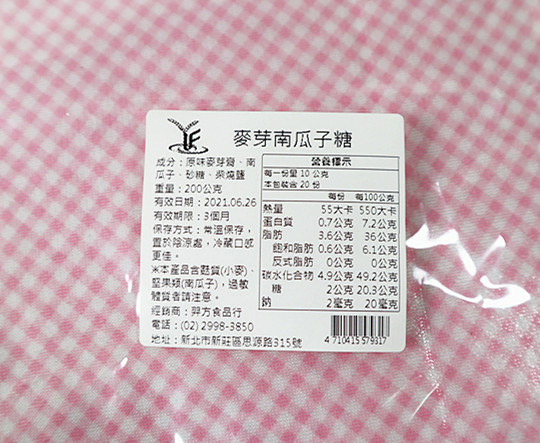 YF
麥芽南瓜子糖
成分：原味麥芽膏、南
瓜子、砂糖、柴燒鹽
重量：200公克
有效日期：2021.06.26
有效期限：3個月
保存方式：常溫保存，
置於陰涼處，冷藏口感
更佳。
※本產品含麩質(小麥)、
堅果類(南瓜子)，過敏
體質者請注意。
經銷商：羿方食品行
電話：(02) 2998-3850
地址：新北市新莊區思源路315號
營養標示
每一份量 10 公克
本包裝含 20 份
每份 每100公克
熱量 55大卡 550大卡
蛋白質 0.7公克 7.2公克
脂肪 3.6公克 36公克
飽和脂肪 0.6公克 6.1公克
反式脂肪 0公克 0公克
碳水化合物 4.9公克 49.2公克
糖 2公克 20.3公克
鈉 2毫克 20毫克
4 710415 579317